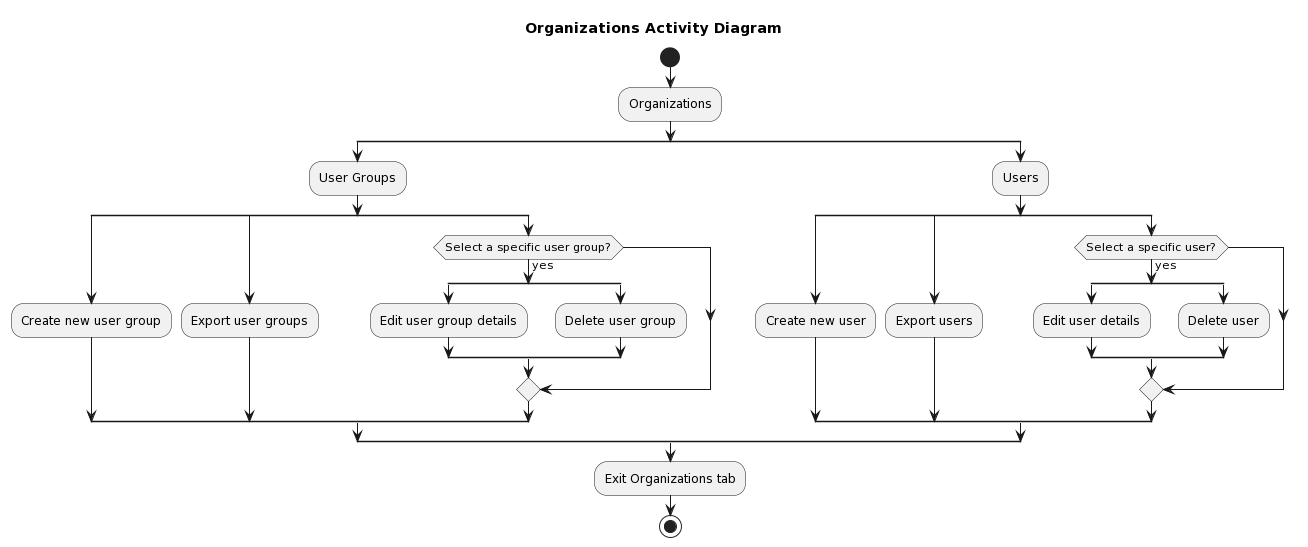 Organizations Activity Diagram
Organizations
User Groups
Users
Select a specific user group?
yes
Select a specific user?
yes
Create new user group
Export user groups
Edit user group details
Delete user group
Create new user
Export users
Edit user details
Delete user
Exit Organizations tab